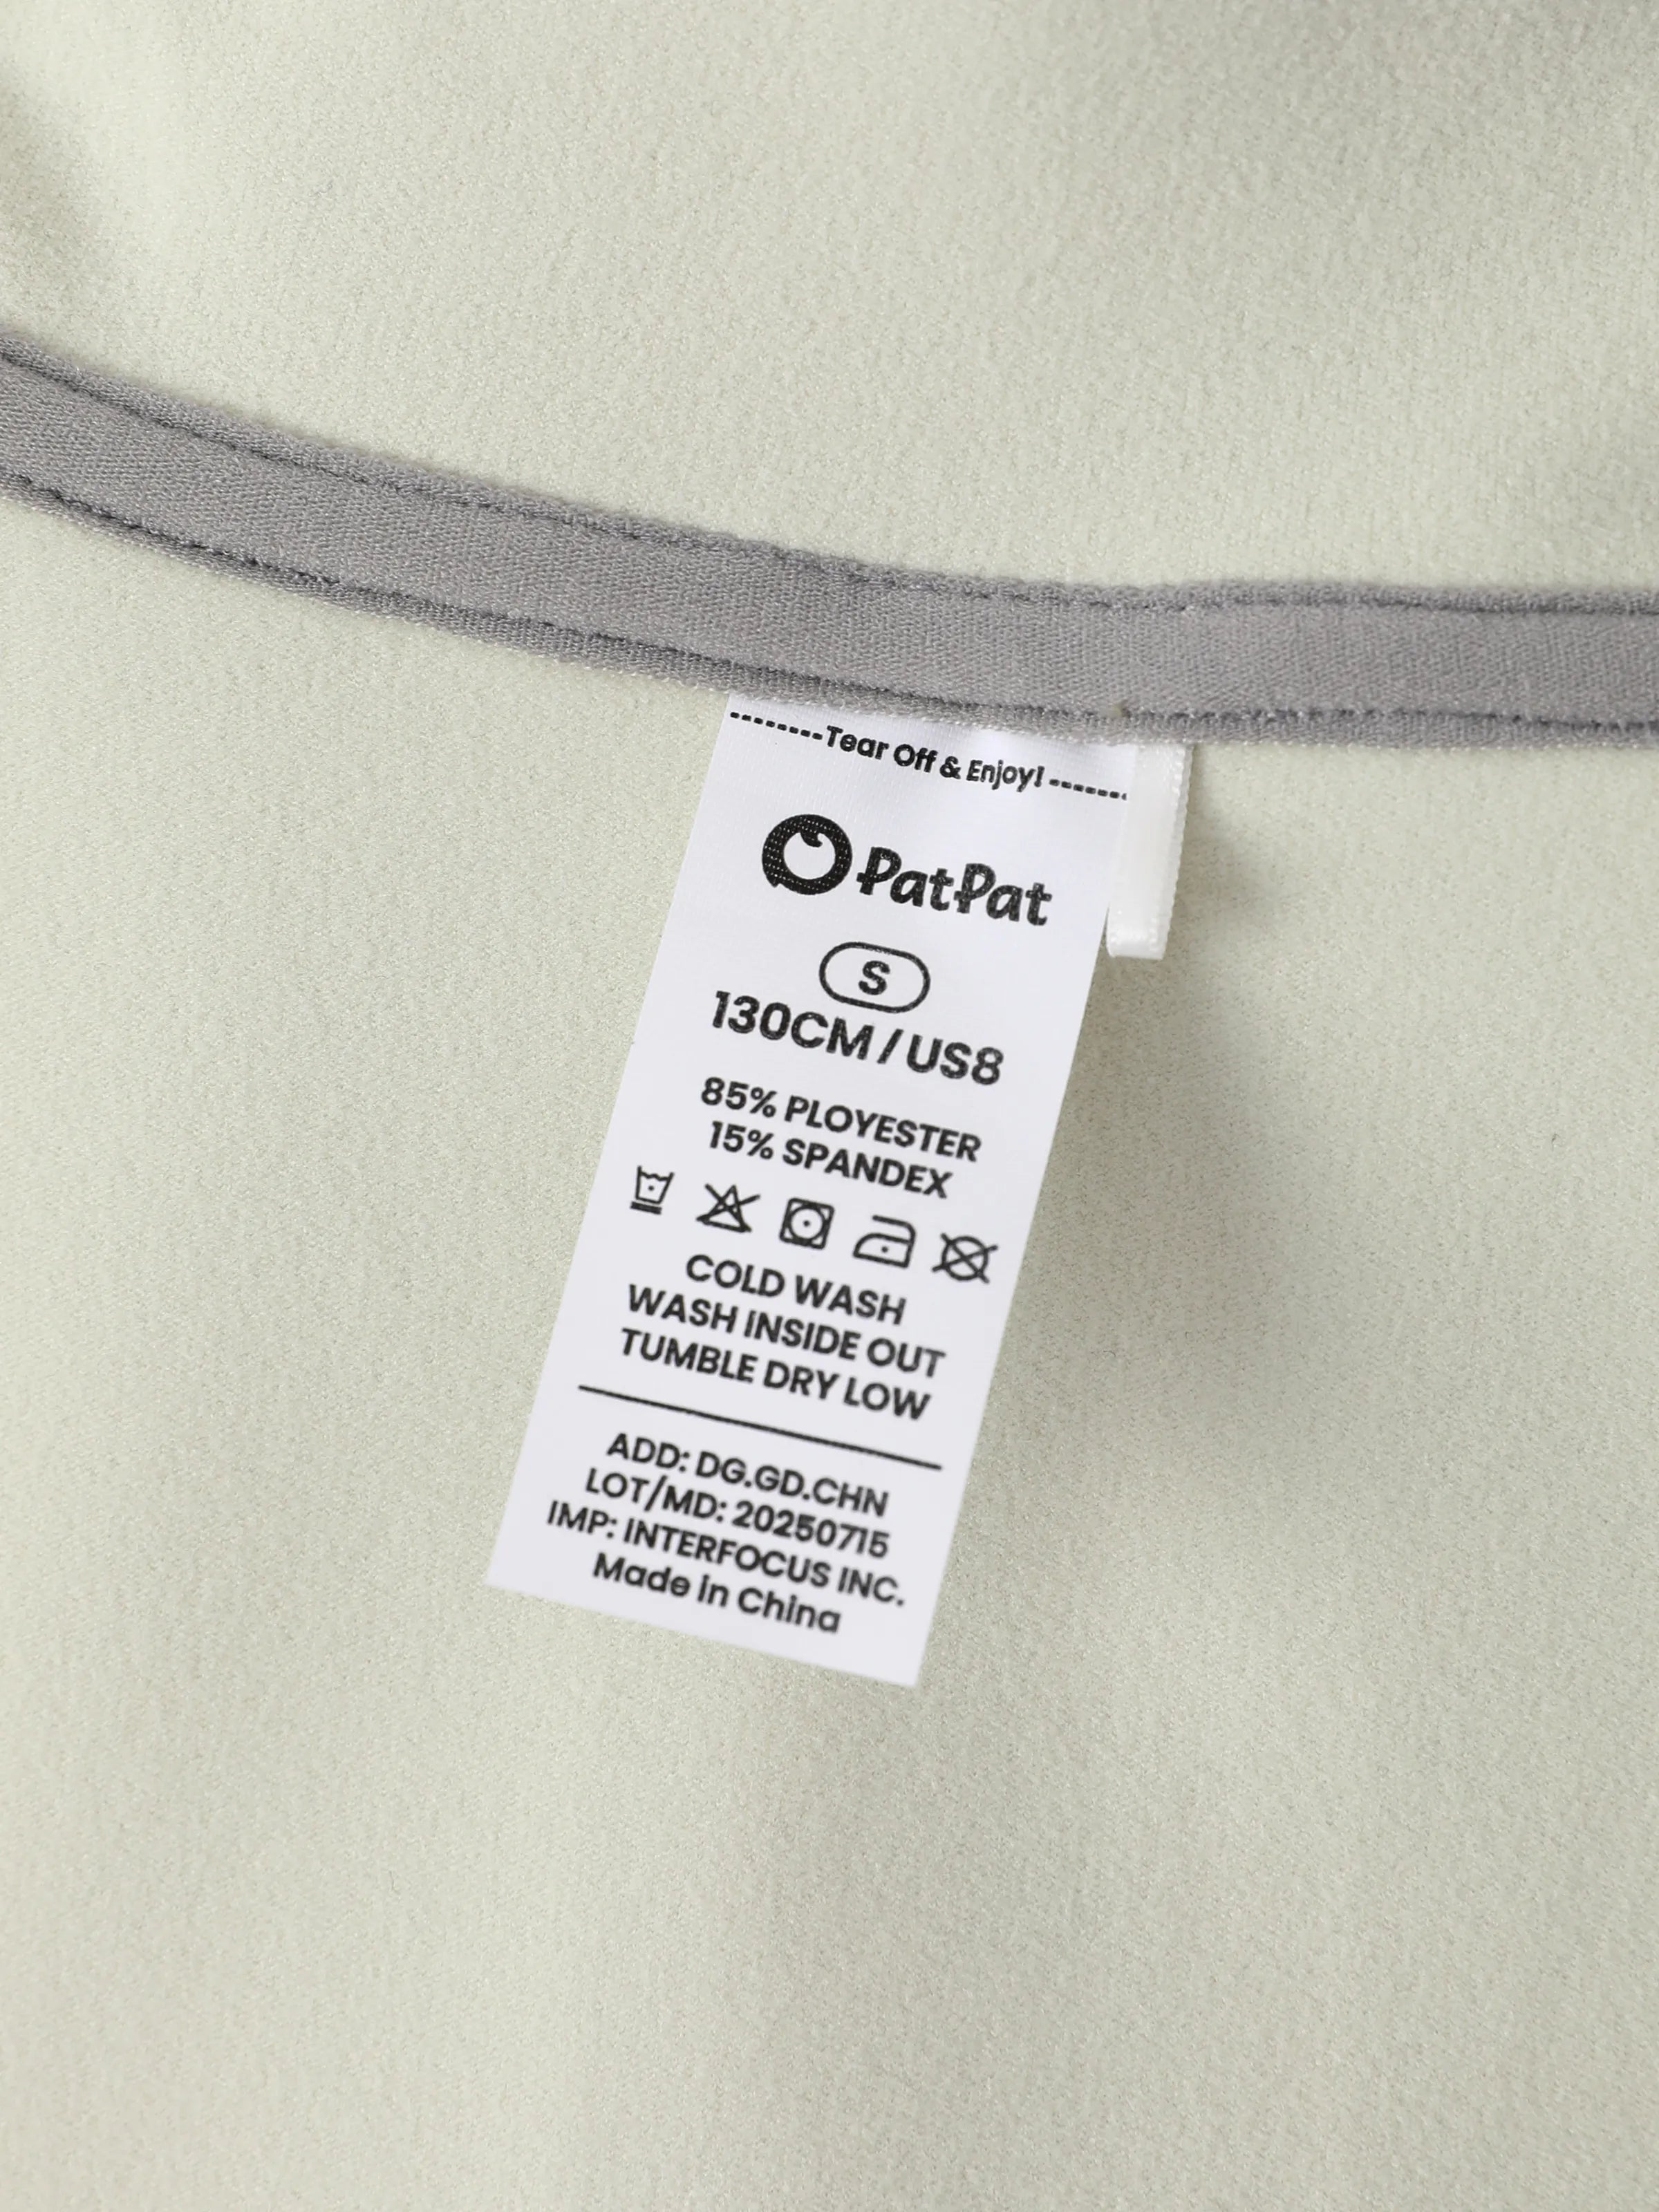 --------Tear Off & Enjoy!-------
PatPat
S
130CM/US8
85% PLOYESTER
15% SPANDEX
COLD WASH
WASH INSIDE OUT
TUMBLE DRY LOW
ADD: DG.GD.CHN
LOT/MD: 20250715
IMP: INTERFOCUS INC.
Made in China